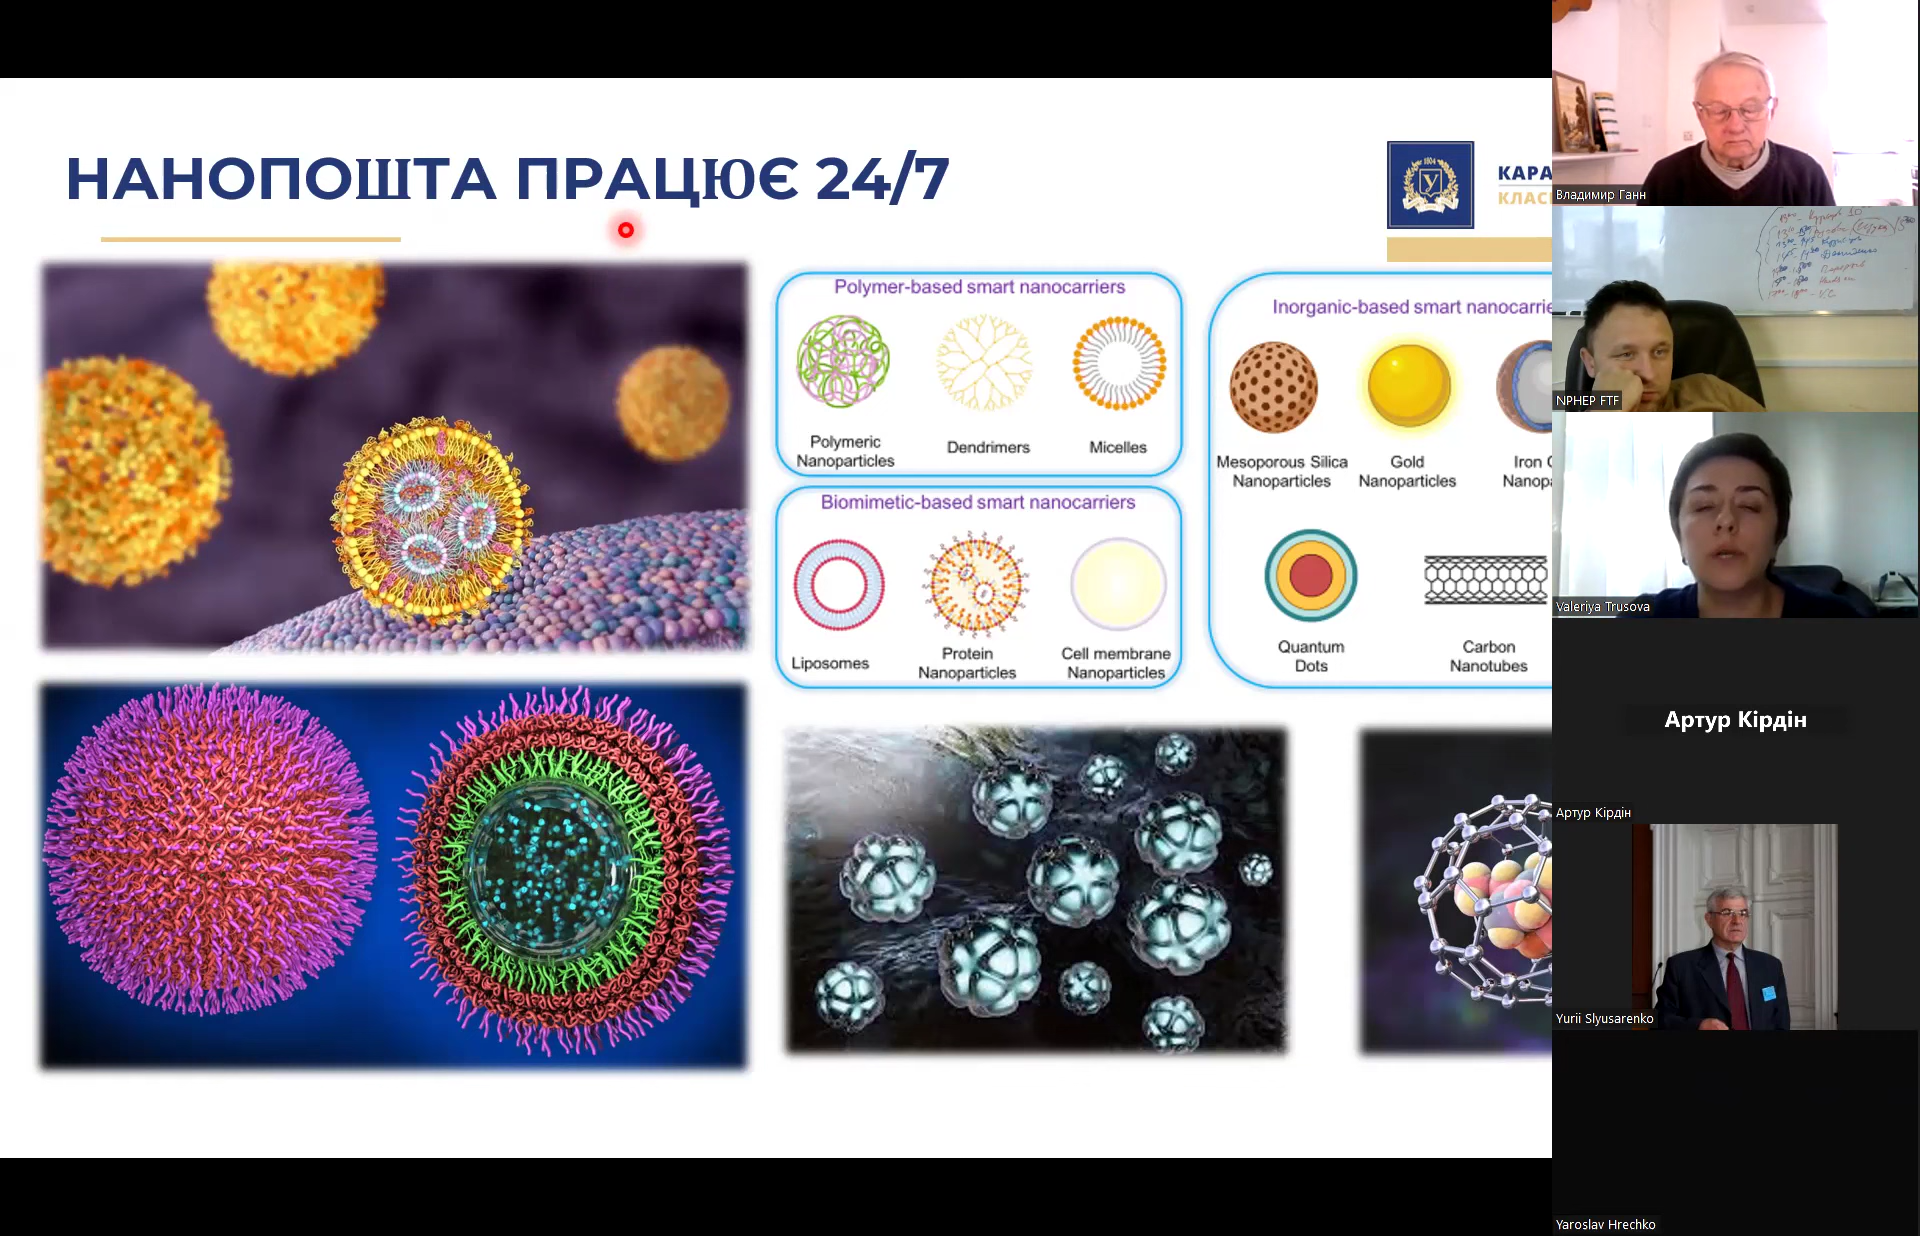 НАНОПОШТА ПРАЦЮЄ 24/7
1804
У
КАРА
КЛАС
Polymer-based smart nanocarriers
Polymeric
Nanoparticles
Dendrimers
Micelles
Biomimetic-based smart nanocarriers
Liposomes
Protein
Nanoparticles
Cell membrane
Nanoparticles
Inorganic-based smart nanocarrie
Mesoporous Silica
Nanoparticles
Gold
Nanoparticles
Iron
Nanop
Quantum
Dots
Carbon
Nanotubes
Владимир Ганн
NPHEP FTF
Valeriya Trusova
Артур Кірдін
Артур Кірдін
Yurii Slyusarenko
Yaroslav Hrechko